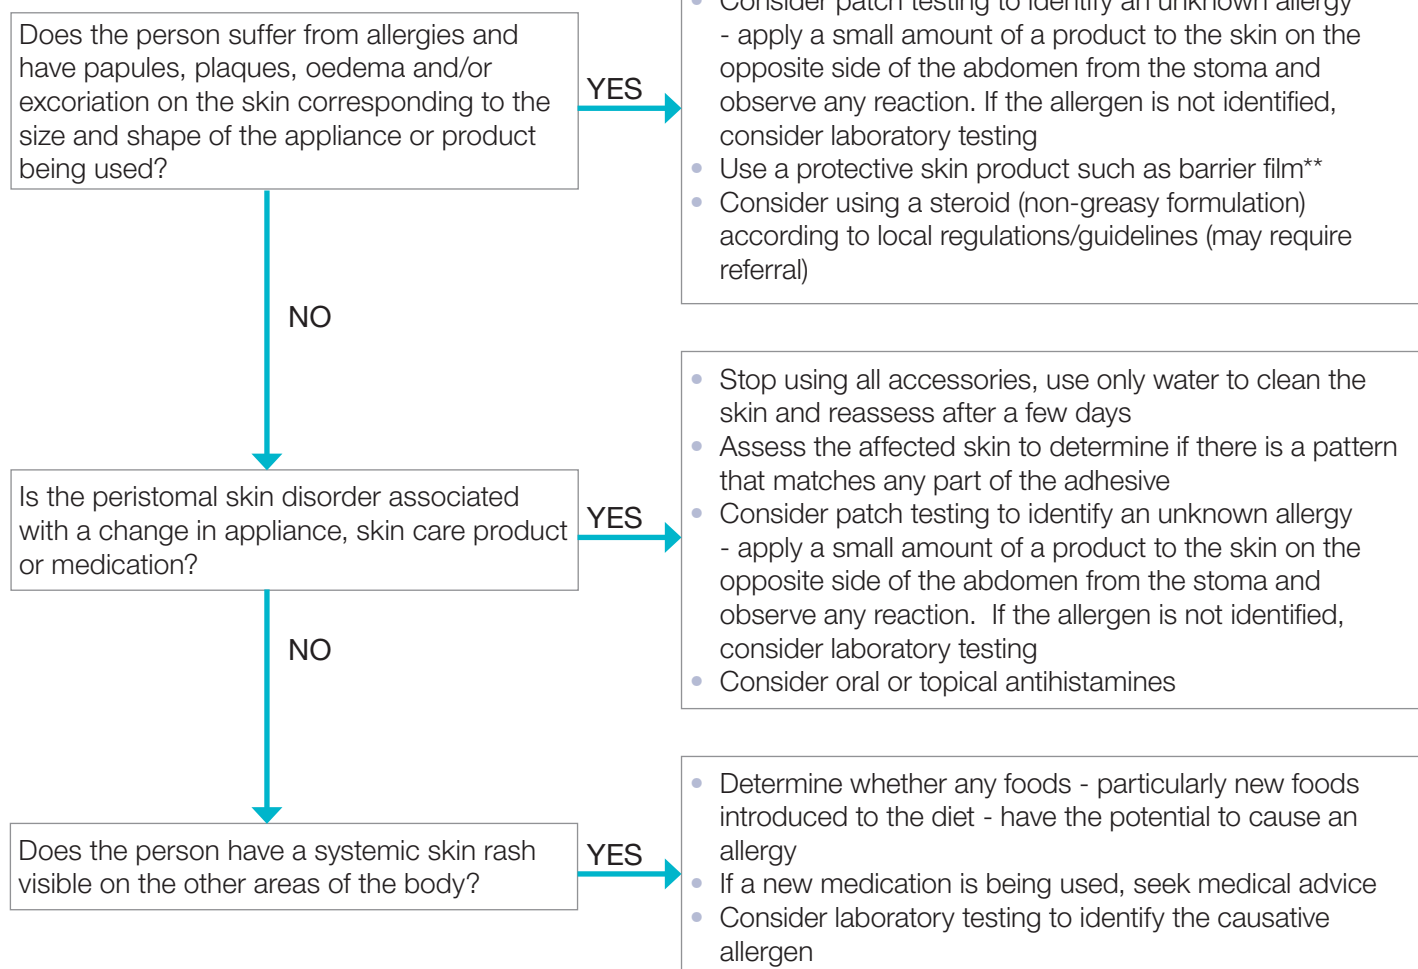 Does the person suffer from allergies and
have papules, plaques, oedema and/or
excoriation on the skin corresponding to the
size and shape of the appliance or product
being used?
YES
• Consider patch testing to identify an unknown allergy
- apply a small amount of a product to the skin on the
opposite side of the abdomen from the stoma and
observe any reaction. If the allergen is not identified,
consider laboratory testing
• Use a protective skin product such as barrier film**
• Consider using a steroid (non-greasy formulation)
according to local regulations/guidelines (may require
referral)
NO
Is the peristomal skin disorder associated
with a change in appliance, skin care product
or medication?
YES
• Stop using all accessories, use only water to clean the
skin and reassess after a few days
• Assess the affected skin to determine if there is a pattern
that matches any part of the adhesive
• Consider patch testing to identify an unknown allergy
- apply a small amount of a product to the skin on the
opposite side of the abdomen from the stoma and
observe any reaction.  If the allergen is not identified,
consider laboratory testing
• Consider oral or topical antihistamines
NO
Does the person have a systemic skin rash
visible on the other areas of the body?
YES
• Determine whether any foods - particularly new foods
introduced to the diet - have the potential to cause an
allergy
• If a new medication is being used, seek medical advice
• Consider laboratory testing to identify the causative
allergen